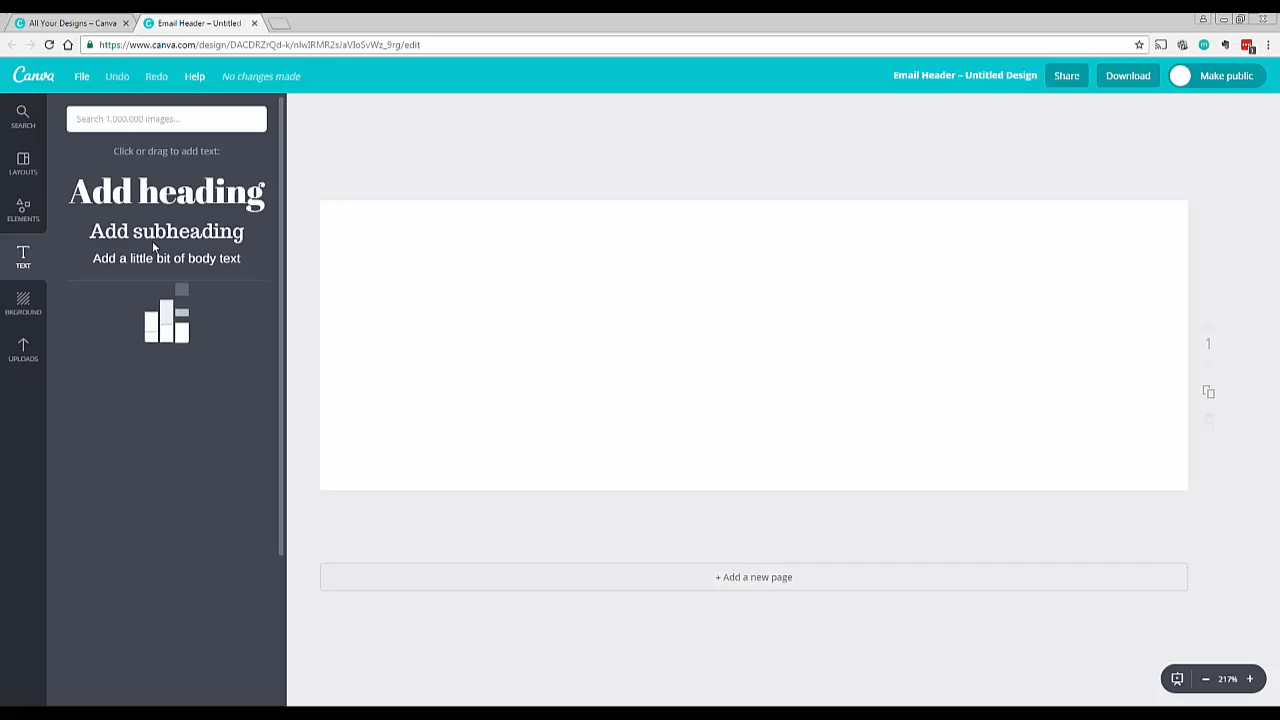 All Your Designs – Canva
Email Header – Untitled
https://www.canva.com/design/DACDRZrQd-k/nlwIRMR2sJaVIoSvWz_9rg/edit
Canva
File
Undo
Redo
Help
No changes made
Email Header – Untitled Design
Share
Download
Make public
SEARCH
LAYOUTS
ELEMENTS
TEXT
BKGROUND
UPLOADS
Search 1,000,000 images...
Click or drag to add text:
Add heading
Add subheading
Add a little bit of body text
1
+ Add a new page
217%